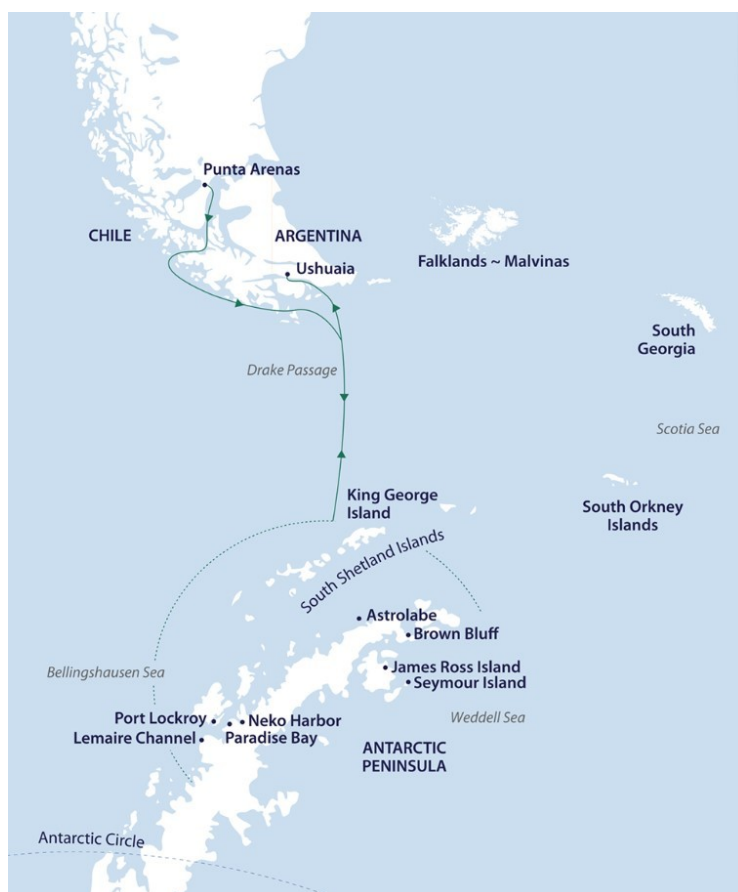 Punta Arenas
CHILE
ARGENTINA
Ushuaia
Falklands ~ Malvinas
South
Georgia
Drake Passage
Scotia Sea
King George
Island
South Orkney
Islands
South Shetland Islands
Astrolabe
Brown Bluff
James Ross Island
Seymour Island
Bellingshausen Sea
Weddell Sea
Port Lockroy
Neko Harbor
Lemaire Channel
Paradise Bay
ANTARCTIC
PENINSULA
Antarctic Circle